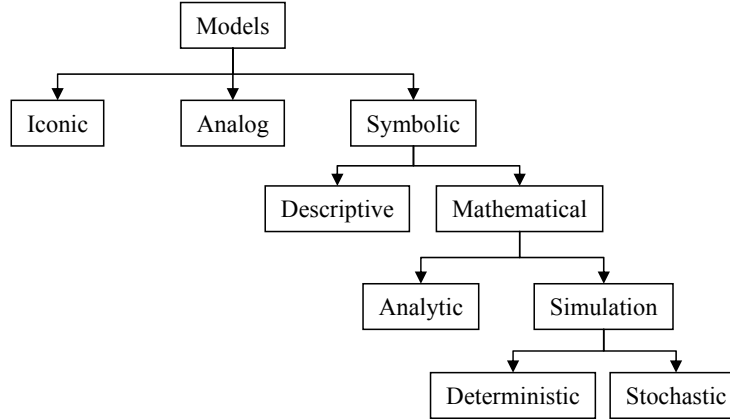 Models
Iconic
Analog
Symbolic
Descriptive
Mathematical
Analytic
Simulation
Deterministic
Stochastic